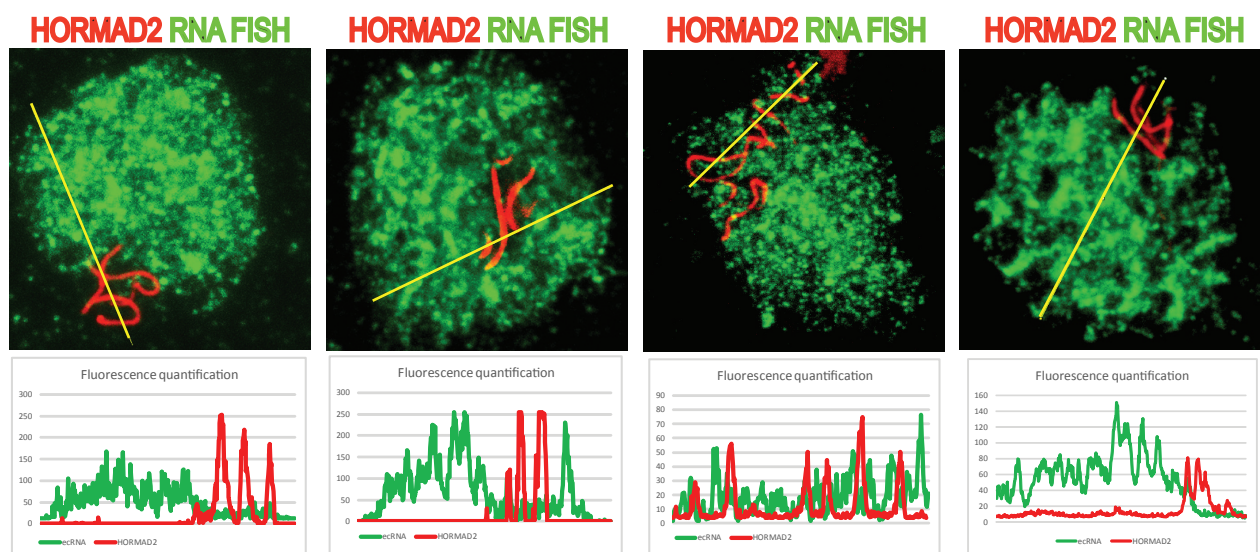 HORMAD2 RNA FISH
HORMAD2 RNA FISH
HORMAD2 RNA FISH
HORMAD2 RNA FISH
Fluorescence quantification
300
250
200
150
100
50
0
ecRNA HORMAD2
Fluorescence quantification
300
250
200
150
100
50
0
ecRNA HORMAD2
Fluorescence quantification
90
80
70
60
50
40
30
20
10
0
ecRNA HORMAD2
Fluorescence quantification
160
140
120
100
80
60
40
20
0
ecRNA HORMAD2